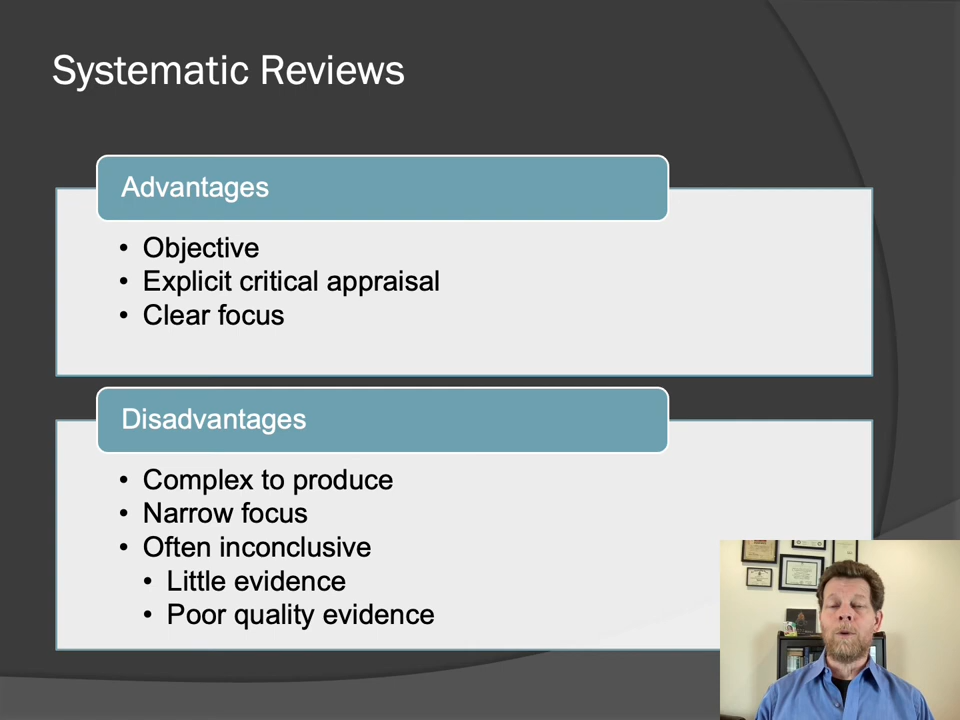 Systematic Reviews
Advantages
• Objective
• Explicit critical appraisal
• Clear focus
Disadvantages
• Complex to produce
• Narrow focus
• Often inconclusive
• Little evidence
• Poor quality evidence